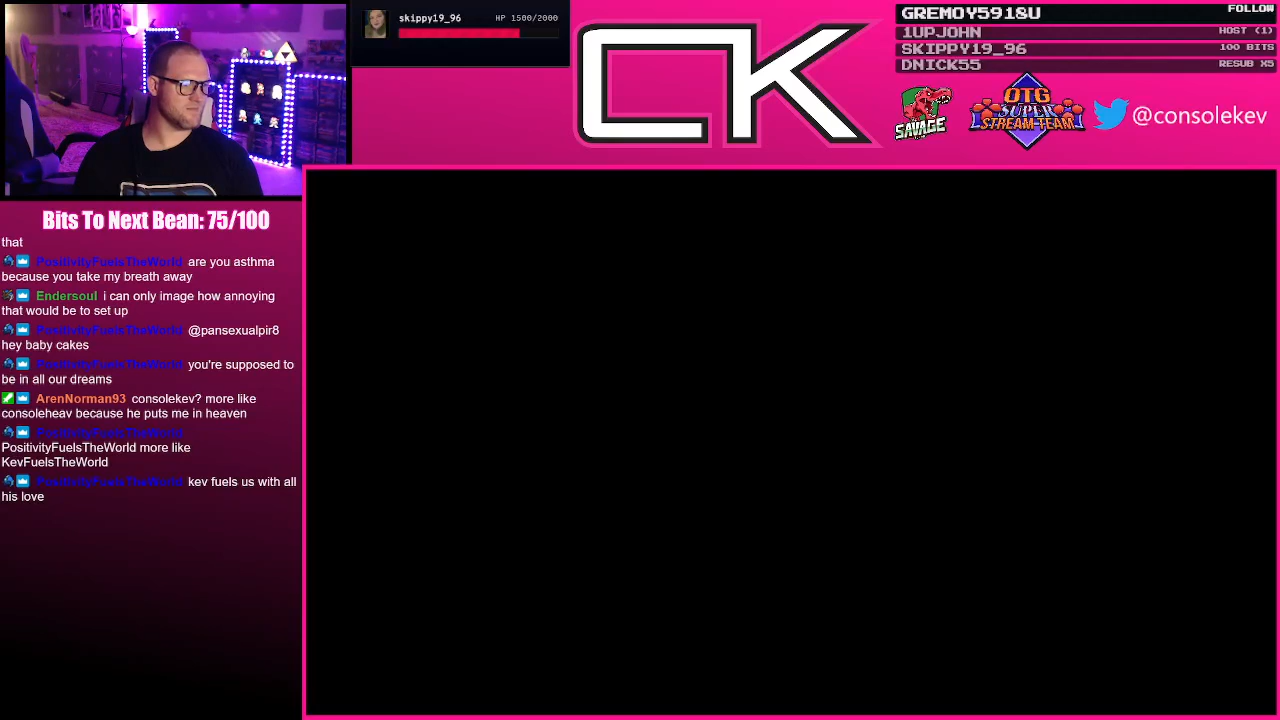 skippy19_96 HP 1500/2000
CK
GREMOY5918U FOLLOW
1UPJOHN HOST (1)
SKIPPY19_96 100 BITS
DNICK55 RESUB X5
SAVAGE
OTG
SUPER
STREAM-TEAM
@consolekev
Bits To Next Bean: 75/100
that
PositivityFuelsTheWorld are you asthma
because you take my breath away
Endersoul i can only image how annoying
that would be to set up
PositivityFuelsTheWorld @pansexualpir8
hey baby cakes
PositivityFuelsTheWorld you're supposed to
be in all our dreams
ArenNorman93 consolekev? more like
consoleheav because he puts me in heaven
PositivityFuelsTheWorld
PositivityFuelsTheWorld more like
KevFuelsTheWorld
PositivityFuelsTheWorld kev fuels us with all
his love